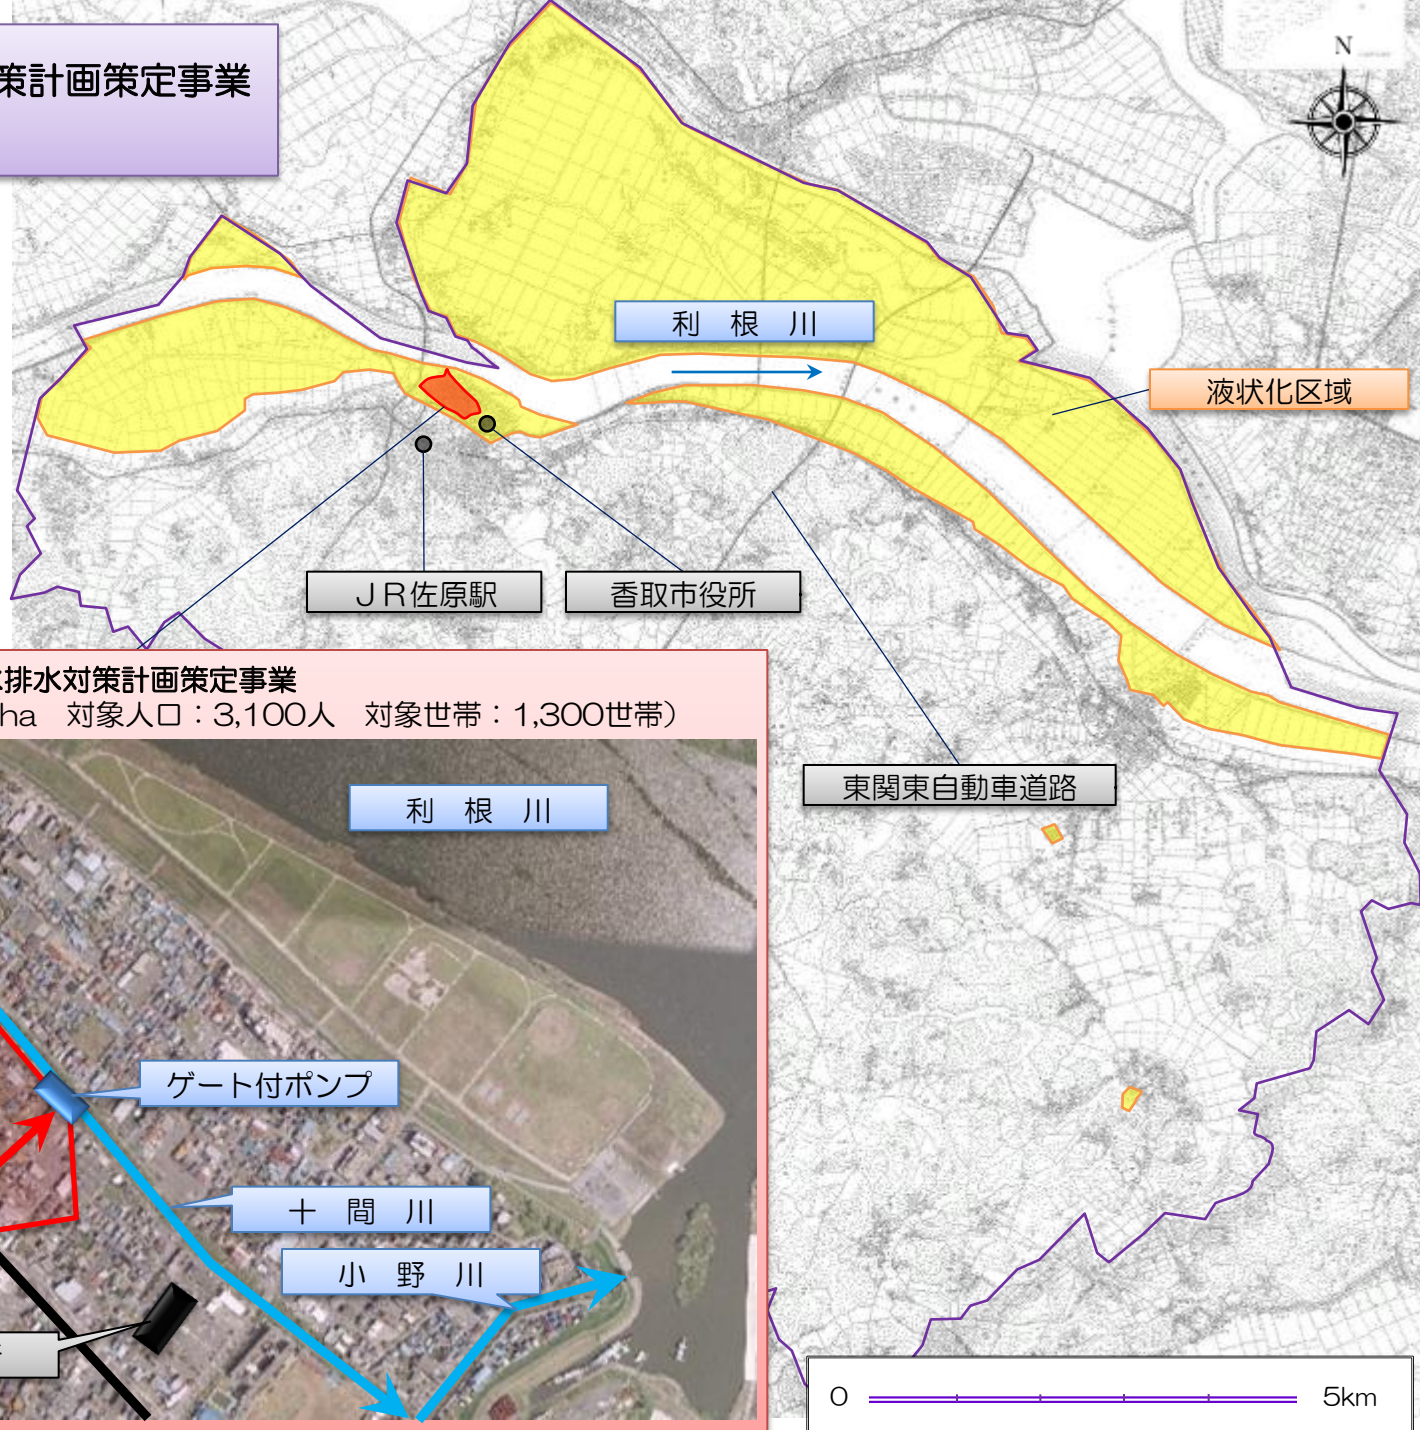 策計画策定事業
N
利 根 川
液状化区域
ＪＲ佐原駅
香取市役所
排水対策計画策定事業
ha 対象人口：3,100人 対象世帯：1,300世帯）
東関東自動車道路
利 根 川
ゲート付ポンプ
十 間 川
小 野 川
0 5km